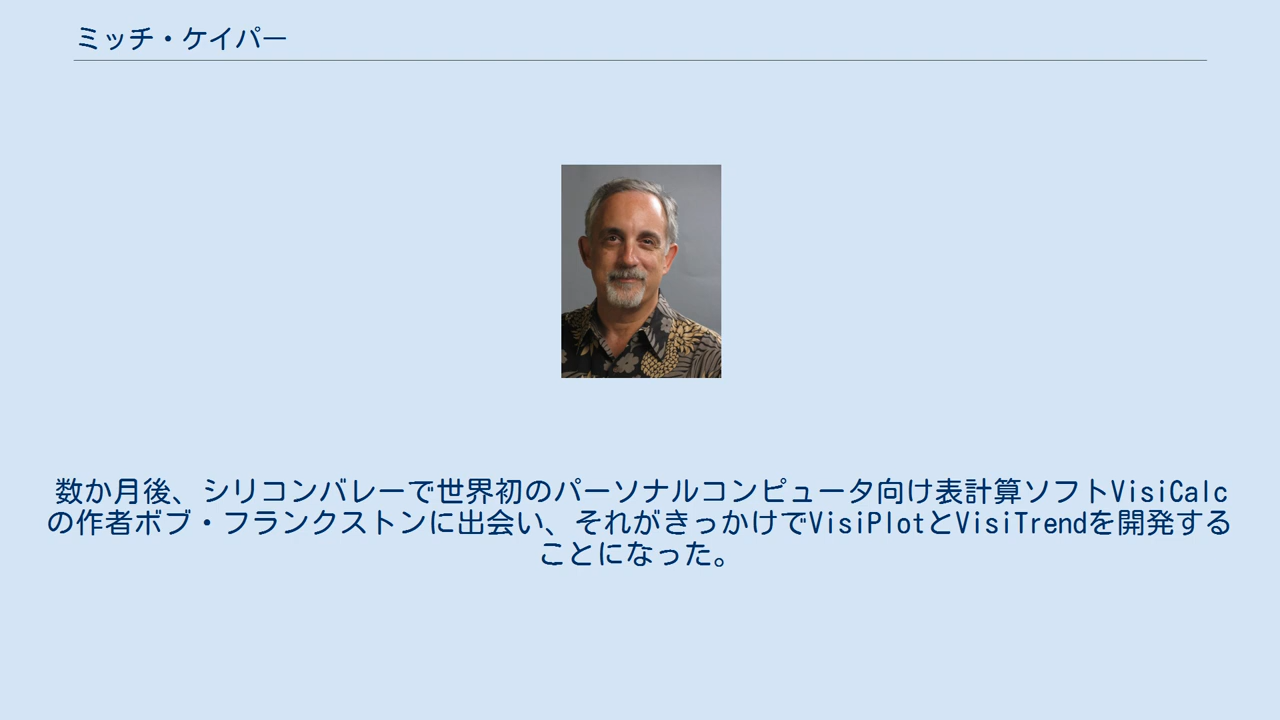 ミッチ・ケイパー
数か月後、シリコンバレーで世界初のパーソナルコンピュータ向け表計算ソフトVisiCalc
の作者ボブ・フランクストンに出会い、それがきっかけでVisiPlotとVisiTrendを開発する
ことになった。